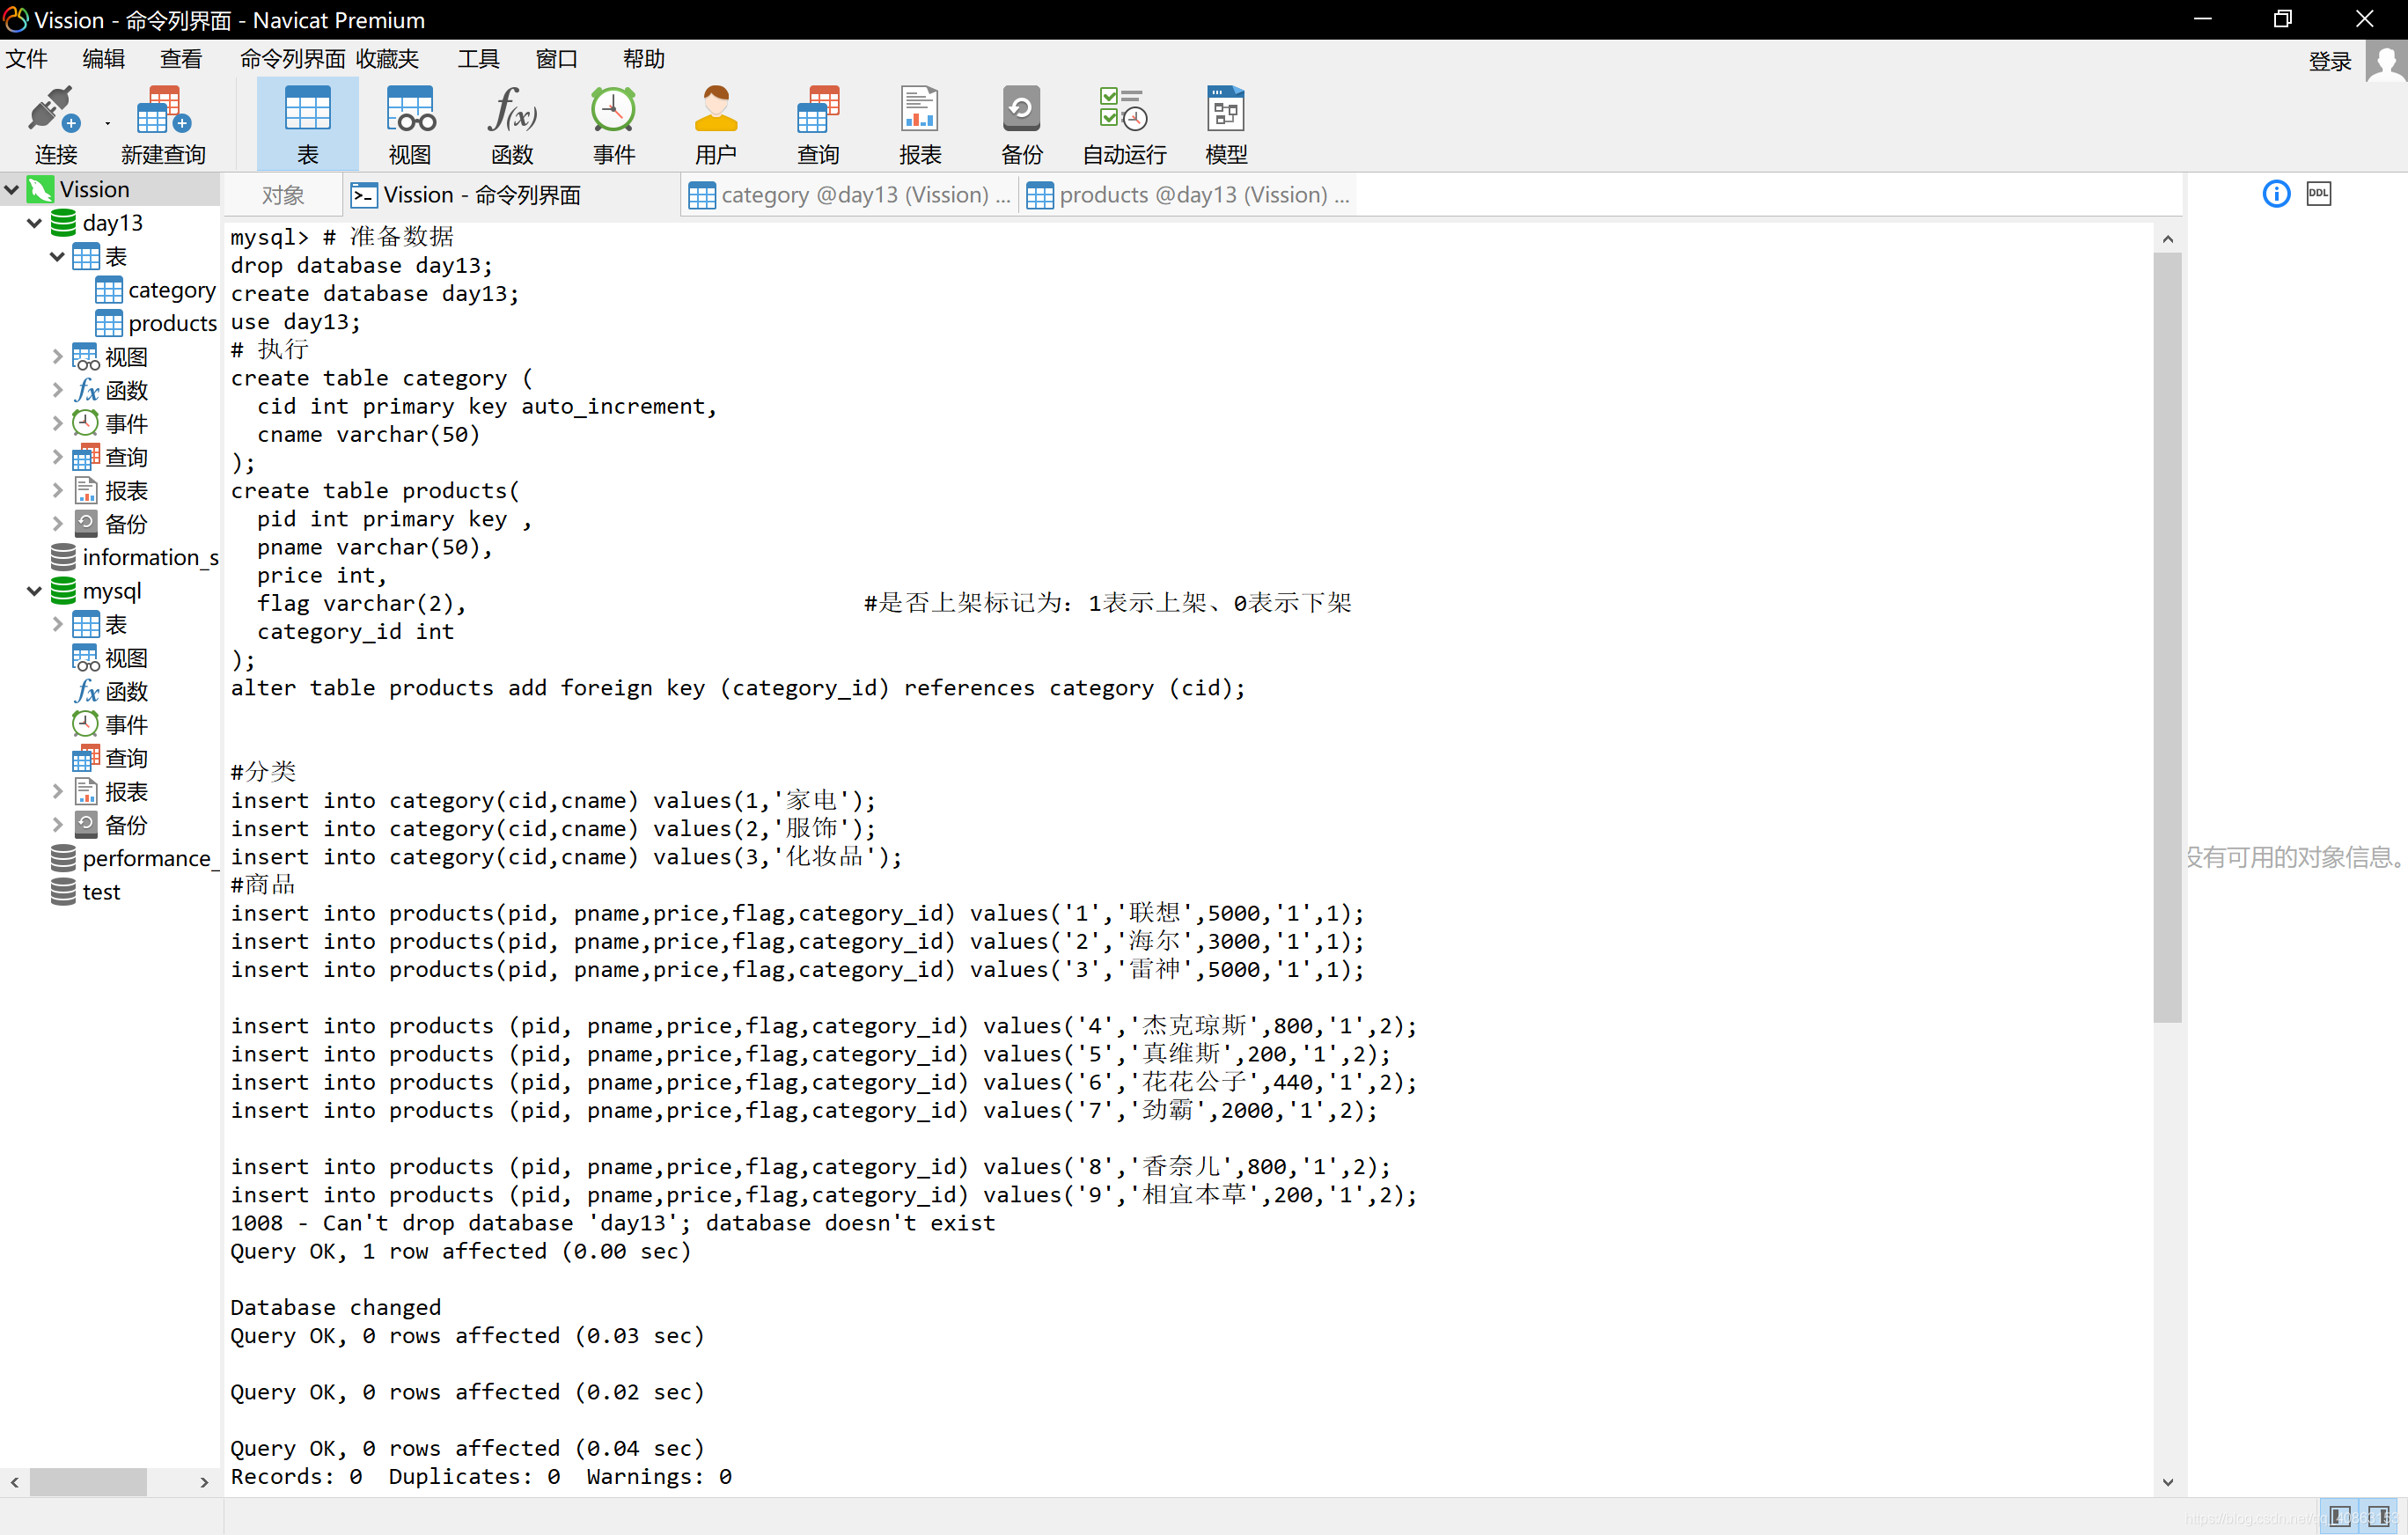 Vission - 命令列界面 - Navicat Premium
文件 编辑 查看 命令列界面 收藏夹 工具 窗口 帮助 登录
连接 新建查询 表 视图 函数 事件 用户 查询 报表 备份 自动运行 模型
对象 Vission - 命令列界面 category @day13 (Vission) ... products @day13 (Vission) ... DDL
Vission
day13
表
category
products
视图
函数
事件
查询
报表
备份
information_s
mysql
表
视图
函数
事件
查询
报表
备份
performance_
test
mysql> # 准备数据
drop database day13;
create database day13;
use day13;
# 执行
create table category (
  cid int primary key auto_increment,
  cname varchar(50)
);
create table products(
  pid int primary key ,
  pname varchar(50),
  price int,
  flag varchar(2), #是否上架标记为：1表示上架、0表示下架
  category_id int
);
alter table products add foreign key (category_id) references category (cid);
#分类
insert into category(cid,cname) values(1,'家电');
insert into category(cid,cname) values(2,'服饰');
insert into category(cid,cname) values(3,'化妆品');
#商品
insert into products(pid, pname,price,flag,category_id) values('1','联想',5000,'1',1);
insert into products(pid, pname,price,flag,category_id) values('2','海尔',3000,'1',1);
insert into products(pid, pname,price,flag,category_id) values('3','雷神',5000,'1',1);
insert into products (pid, pname,price,flag,category_id) values('4','杰克琼斯',800,'1',2);
insert into products (pid, pname,price,flag,category_id) values('5','真维斯',200,'1',2);
insert into products (pid, pname,price,flag,category_id) values('6','花花公子',440,'1',2);
insert into products (pid, pname,price,flag,category_id) values('7','劲霸',2000,'1',2);
insert into products (pid, pname,price,flag,category_id) values('8','香奈儿',800,'1',2);
insert into products (pid, pname,price,flag,category_id) values('9','相宜本草',200,'1',2);
1008 - Can't drop database 'day13'; database doesn't exist
Query OK, 1 row affected (0.00 sec)
Database changed
Query OK, 0 rows affected (0.03 sec)
Query OK, 0 rows affected (0.02 sec)
Query OK, 0 rows affected (0.04 sec)
Records: 0  Duplicates: 0  Warnings: 0
没有可用的对象信息。